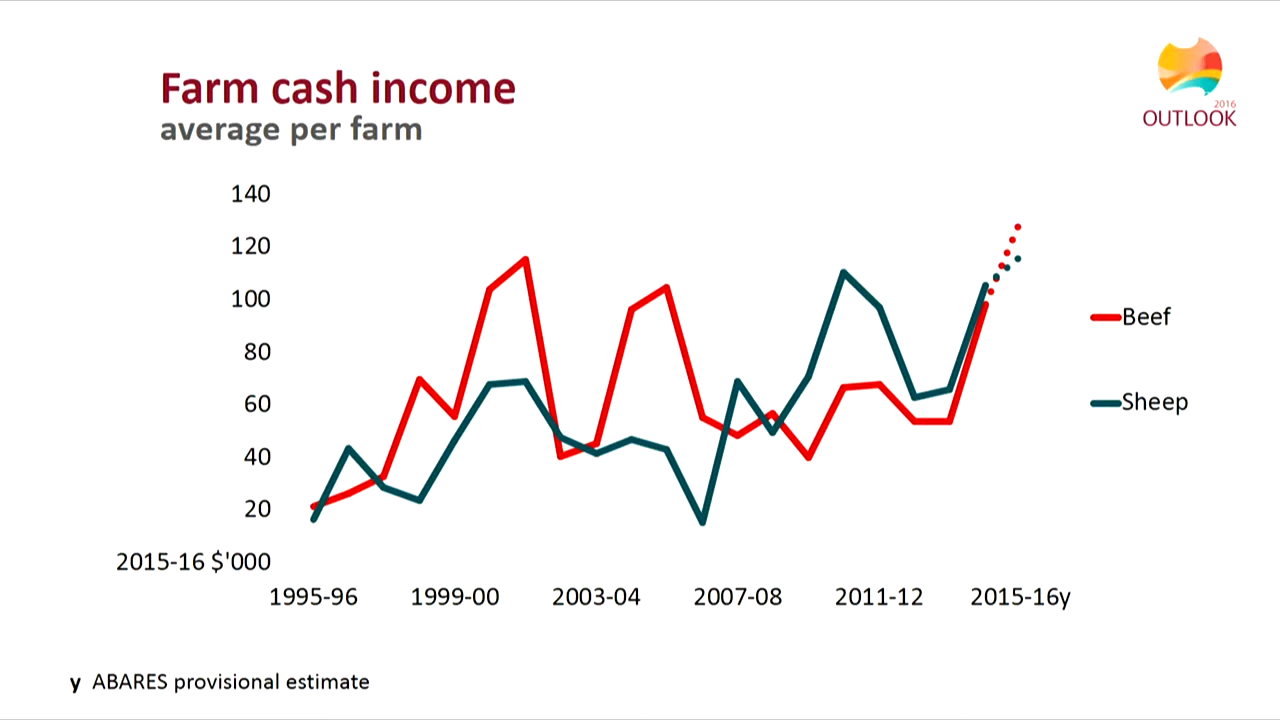 Farm cash income
average per farm
2016
OUTLOOK
140
120
100
80
60
40
20
2015-16 $'000
1995-96 1999-00 2003-04 2007-08 2011-12 2015-16y
Beef
Sheep
y ABARES provisional estimate